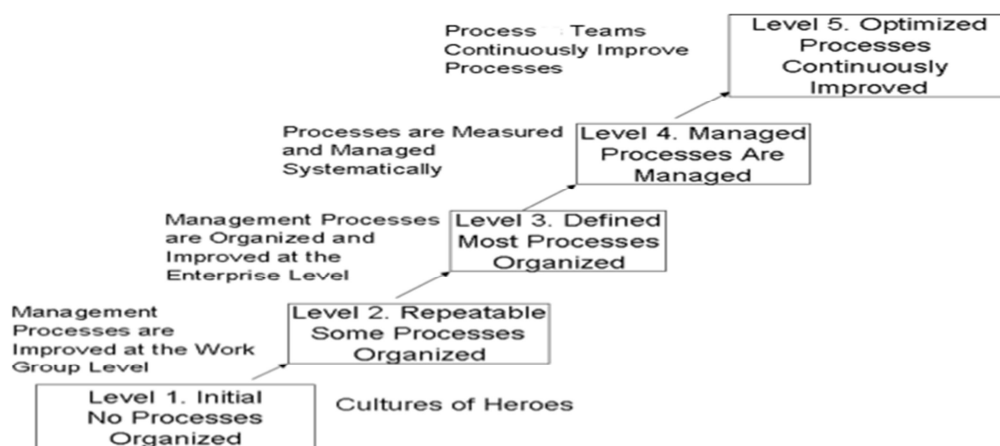 Process Teams
Continuously Improve
Processes
Level 5. Optimized
Processes
Continuously
Improved
Processes are Measured
and Managed
Systematically
Level 4. Managed
Processes Are
Managed
Management Processes
are Organized and
Improved at the
Enterprise Level
Level 3. Defined
Most Processes
Organized
Management
Processes are
Improved at the Work
Group Level
Level 2. Repeatable
Some Processes
Organized
Level 1. Initial
No Processes
Organized
Cultures of Heroes